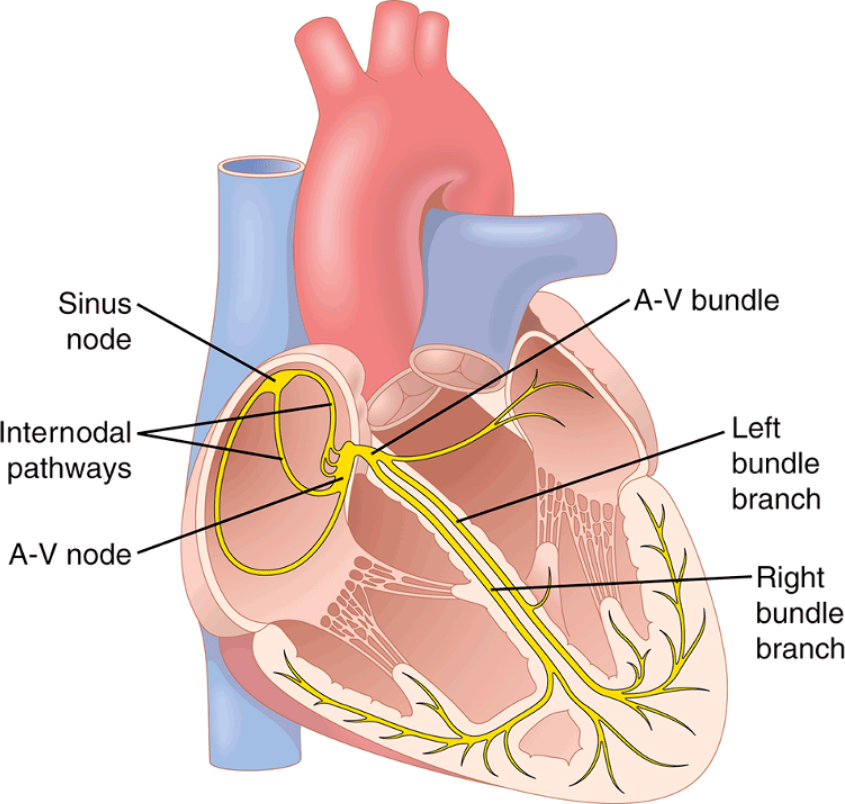 Sinus
node
Internodal
pathways
A-V node
A-V bundle
Left
bundle
branch
Right
bundle
branch